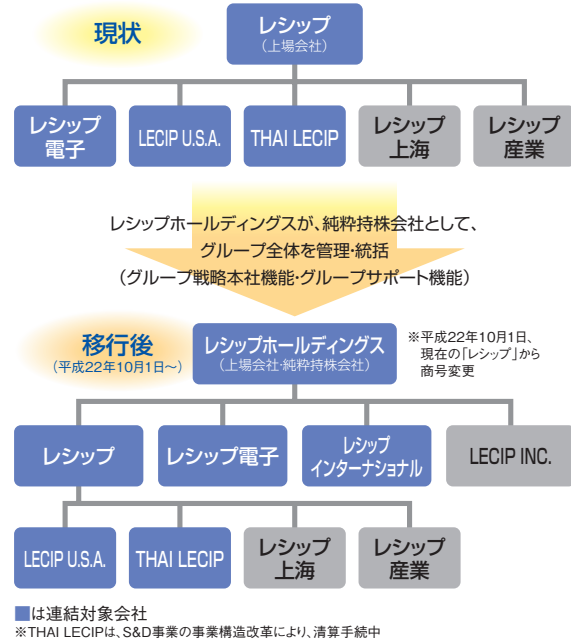 現状
レシップ
(上場会社)
レシップ
電子
LECIP U.S.A.
THAI LECIP
レシップ
上海
レシップ
産業
レシップホールディングスが、純粋持株会社として、
グループ全体を管理・統括
(グループ戦略本社機能・グループサポート機能)
移行後
(平成22年10月1日~)
レシップホールディングス
(上場会社・純粋持株会社)
※平成22年10月1日、
現在の「レシップ」から
商号変更
レシップ
レシップ電子
レシップ
インターナショナル
LECIP INC.
LECIP U.S.A.
THAI LECIP
レシップ
上海
レシップ
産業
■は連結対象会社
※THAI LECIPは、S&D事業の事業構造改革により、清算手続中